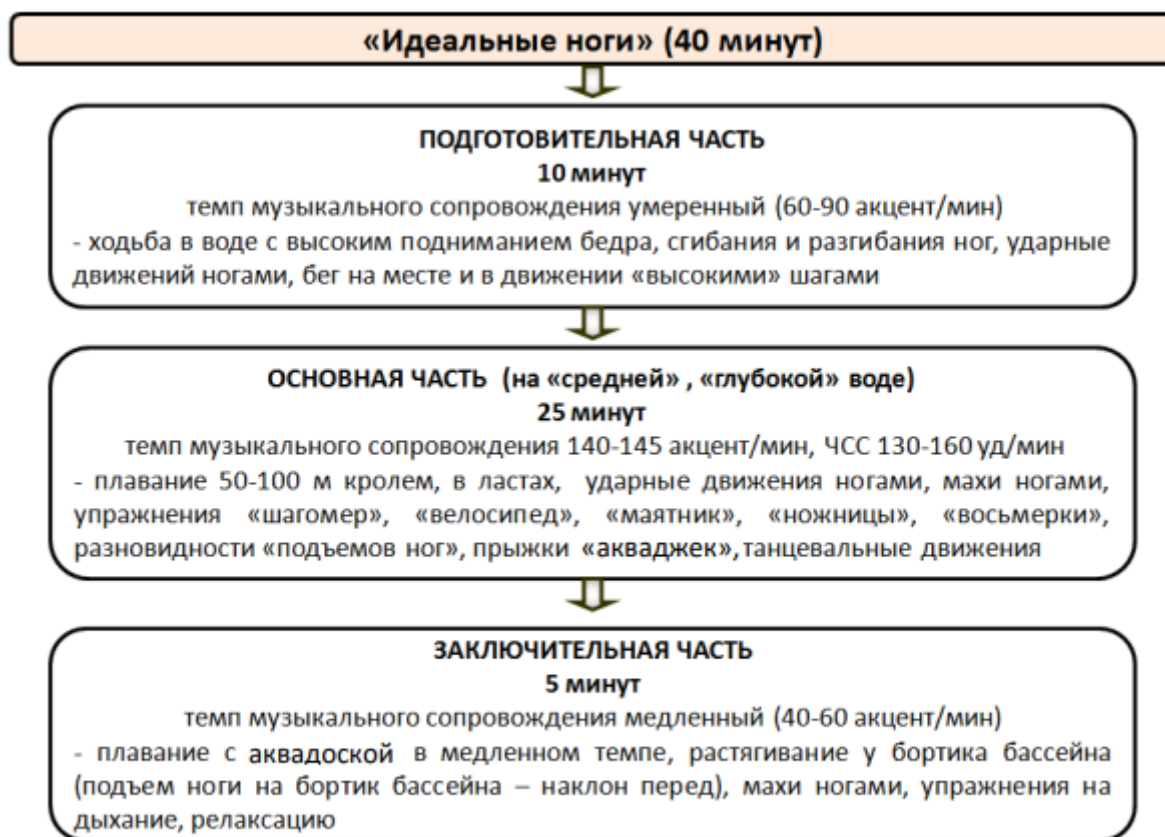 «Идеальные ноги» (40 минут)
ПОДГОТОВИТЕЛЬНАЯ ЧАСТЬ
10 минут
темп музыкального сопровождения умеренный (60-90 акцент/мин)
- ходьба в воде с высоким подниманием бедра, сгибания и разгибания ног, ударные
движений ногами, бег на месте и в движении «высокими» шагами
ОСНОВНАЯ ЧАСТЬ (на «средней» , «глубокой» воде)
25 минут
темп музыкального сопровождения 140-145 акцент/мин, ЧСС 130-160 уд/мин
- плавание 50-100 м кролем, в ластах, ударные движения ногами, махи ногами,
упражнения «шагомер», «велосипед», «маятник», «ножницы», «восьмерки»,
разновидности «подъемов ног», прыжки «акваджек», танцевальные движения
ЗАКЛЮЧИТЕЛЬНАЯ ЧАСТЬ
5 минут
темп музыкального сопровождения медленный (40-60 акцент/мин)
- плавание с аквадоской в медленном темпе, растягивание у бортика бассейна
(подъем ноги на бортик бассейна – наклон перед), махи ногами, упражнения на
дыхание, релаксацию